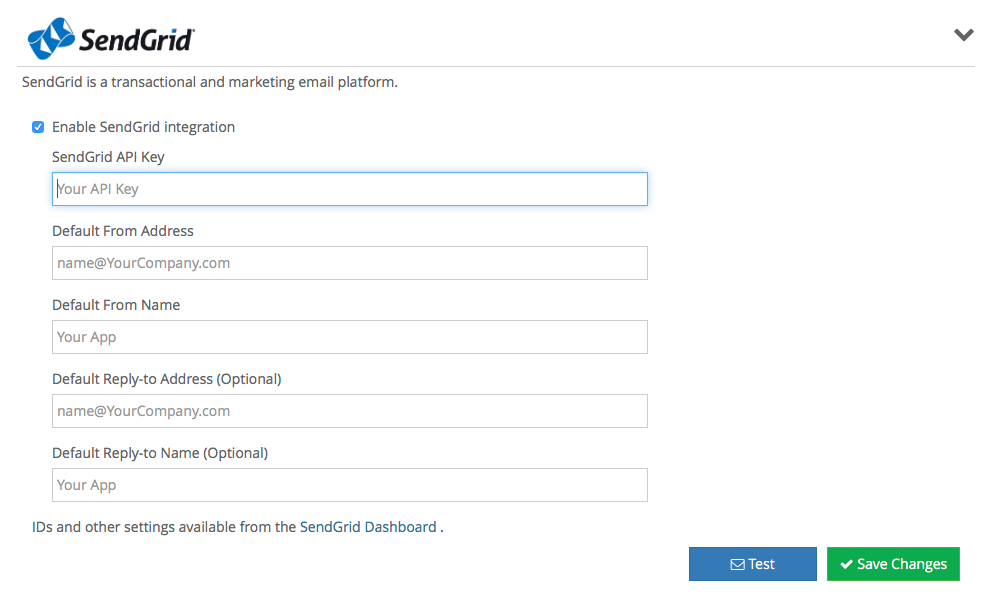 SendGrid
SendGrid is a transactional and marketing email platform.
Enable SendGrid integration
SendGrid API Key
Your API Key
Default From Address
name@YourCompany.com
Default From Name
Your App
Default Reply-to Address (Optional)
name@YourCompany.com
Default Reply-to Name (Optional)
Your App
IDs and other settings available from the SendGrid Dashboard .
Test
Save Changes